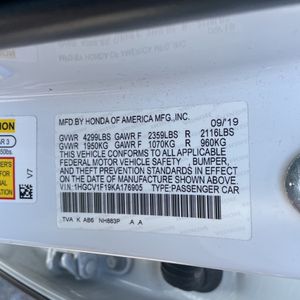 MFD BY HONDA OF AMERICA MFG.,INC. 09/19
GVWR 4299LBS GAWR F 2359LBS R 2116LBS
GVWR 1950KG GAWR F 1070KG R 960KG
THIS VEHICLE CONFORMS TO ALL APPLICABLE
FEDERAL MOTOR VEHICLE SAFETY, BUMPER,
AND THEFT PREVENTION STANDARDS IN EFFECT
ON THE DATE OF MANUFACTURE SHOWN ABOVE.
V.I.N.:1HGCV1F19KA176905 TYPE:PASSENGER CAR
TVA K AB6 NH883P A A
V7